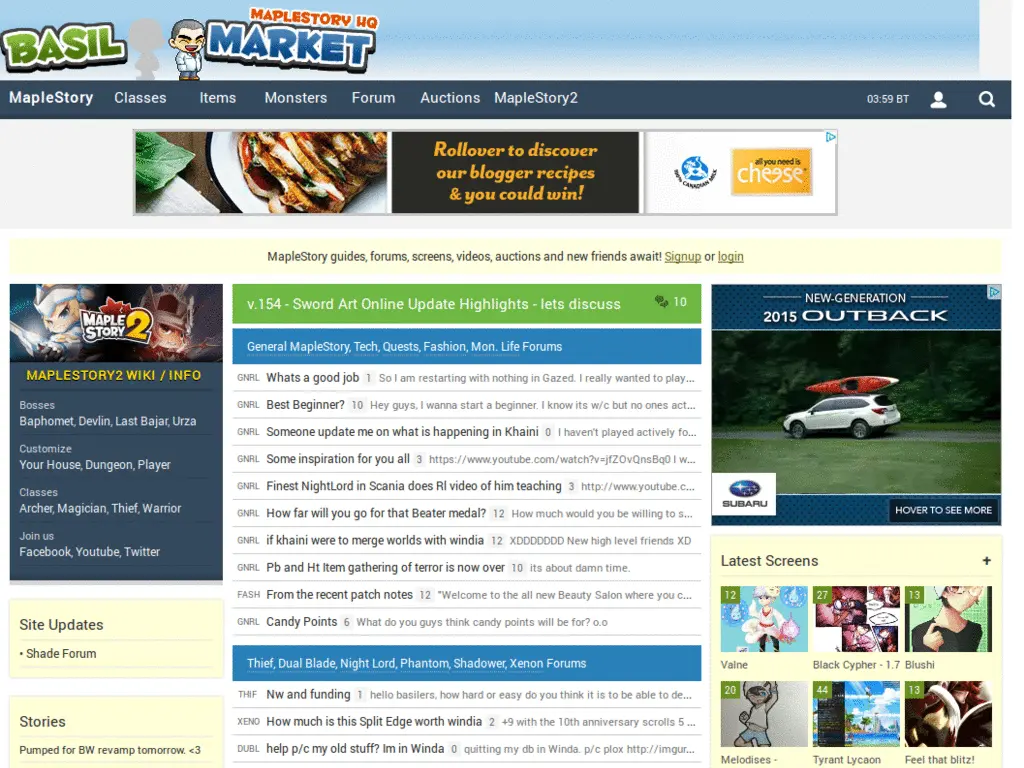 MAPLESTORY HQ
BASIL MARKET
MapleStory Classes Items Monsters Forum Auctions MapleStory2 03:59 BT
Rollover to discover
our blogger recipes
& you could win!
100% CANADIAN MILK
all you need is
cheese
MapleStory guides, forums, screens, videos, auctions and new friends await! Signup or login
MAPLE
STORY 2
MAPLESTORY2 WIKI / INFO
Bosses
Baphomet, Devlin, Last Bajar, Urza
Customize
Your House, Dungeon, Player
Classes
Archer, Magician, Thief, Warrior
Join us
Facebook, Youtube, Twitter
Site Updates
• Shade Forum
Stories
Pumped for BW revamp tomorrow. <3
v.154 - Sword Art Online Update Highlights - lets discuss 10
General MapleStory, Tech, Quests, Fashion, Mon. Life Forums
GNRL Whats a good job 1 So I am restarting with nothing in Gazed. I really wanted to play...
GNRL Best Beginner? 10 Hey guys, I wanna start a beginner. I know its w/c but no ones act...
GNRL Someone update me on what is happening in Khaini 0 I haven't played actively fo...
GNRL Some inspiration for you all 3 https://www.youtube.com/watch?v=jfZOvQnsBq0 I w...
GNRL Finest NightLord in Scania does Rl video of him teaching 3 http://www.youtube.c...
GNRL How far will you go for that Beater medal? 12 How much would you be willing to s...
GNRL if khaini were to merge worlds with windia 12 XDDDDDDD New high level friends XD
GNRL Pb and Ht Item gathering of terror is now over 10 its about damn time.
FASH From the recent patch notes 12 "Welcome to the all new Beauty Salon where you c...
GNRL Candy Points 6 What do you guys think candy points will be for? o.o
Thief, Dual Blade, Night Lord, Phantom, Shadower, Xenon Forums
THIF Nw and funding 1 hello basilers, how hard or easy do you think it is to be able to de...
XENO How much is this Split Edge worth windia 2 +9 with the 10th anniversary scrolls 5 ...
DUBL help p/c my old stuff? Im in Winda 0 quitting my db in Winda. p/c plox http://imgur...
NEW-GENERATION
2015 OUTBACK
SUBARU
HOVER TO SEE MORE
Latest Screens +
12 27 13
Valne Black Cypher - 1.7 Blushi
20 44 13
Melodises - Tyrant Lycaon Feel that blitz!